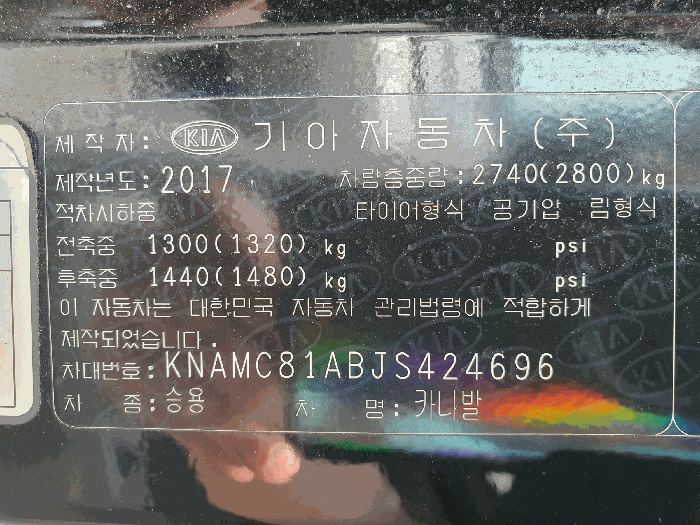 제 작 자: KIA 기 아 자 동 차 (주)
제작년도: 2017 차량총중량:2740(2800)kg
적차시하중 타이어형식 공기압 림형식
전축중 1300(1320) kg psi
후축중 1440(1480) kg psi
이 자동차는 대한민국 자동차 관리법령에 적합하게
제작되었습니다.
차대번호:KNAMC81ABJS424696
차 종:승용 차 명:카니발